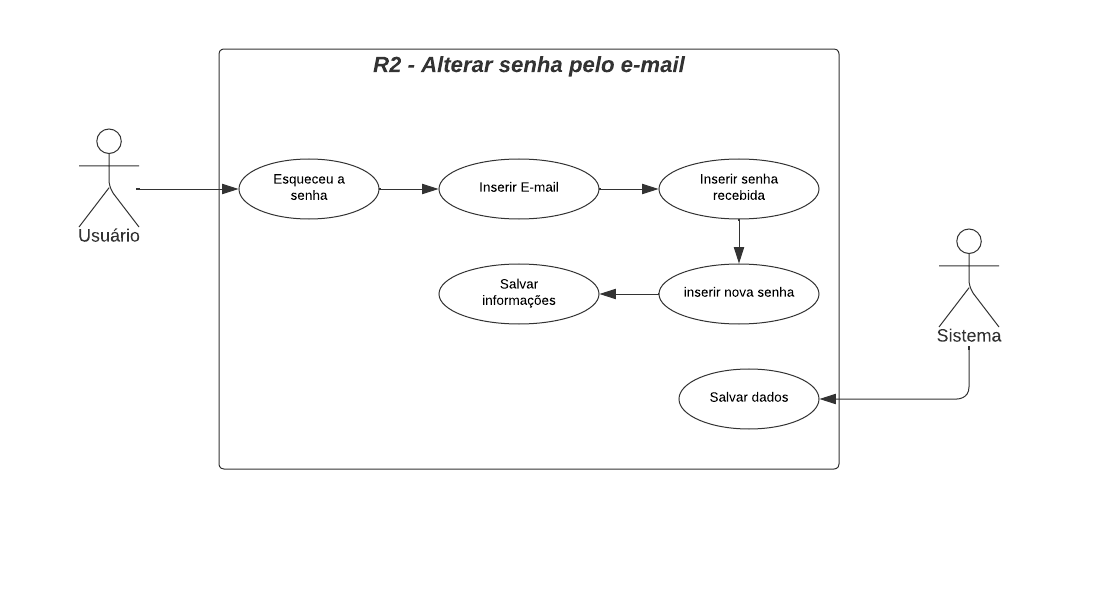 R2 - Alterar senha pelo e-mail
Esqueceu a
senha
Inserir E-mail
Inserir senha
recebida
Usuário
Salvar
informações
inserir nova senha
Sistema
Salvar dados